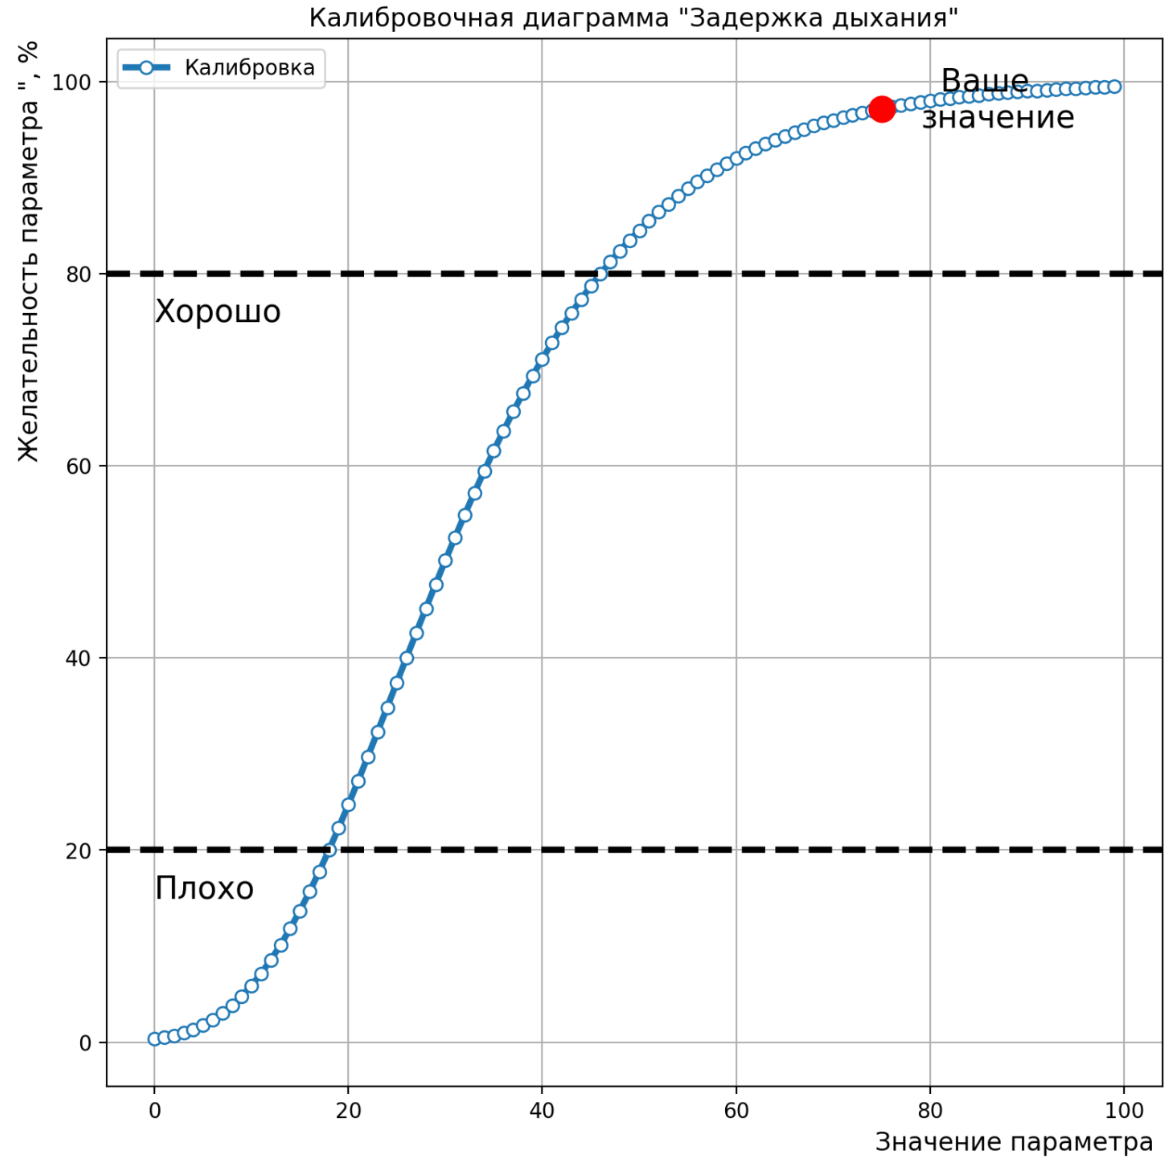 Калибровочная диаграмма "Задержка дыхания"
Желательность параметра ", %
Калибровка
100
80
60
40
20
0
Ваше
значение
Хорошо
Плохо
0
20
40
60
80
100
Значение параметра